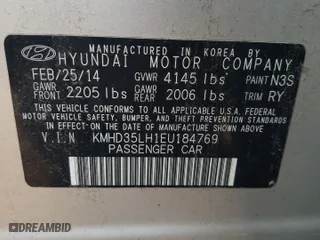 MANUFACTURED IN KOREA BY
HYUNDAI MOTOR COMPANY
FEB/25/14 GVWR 4145 lbs PAINT N3S
GAWR FRONT 2205 lbs GAWR REAR 2006 lbs TRIM RY
THIS VEHICLE CONFORMS TO ALL APPLICABLE U.S. FEDERAL MOTOR
VEHICLE SAFETY, BUMPER, AND THEFT PREVENTION STANDARDS IN
EFFECT ON THE DATE OF MANUFACTURE SHOWN ABOVE.
V I N KMHD35LH1EU184769
PASSENGER CAR